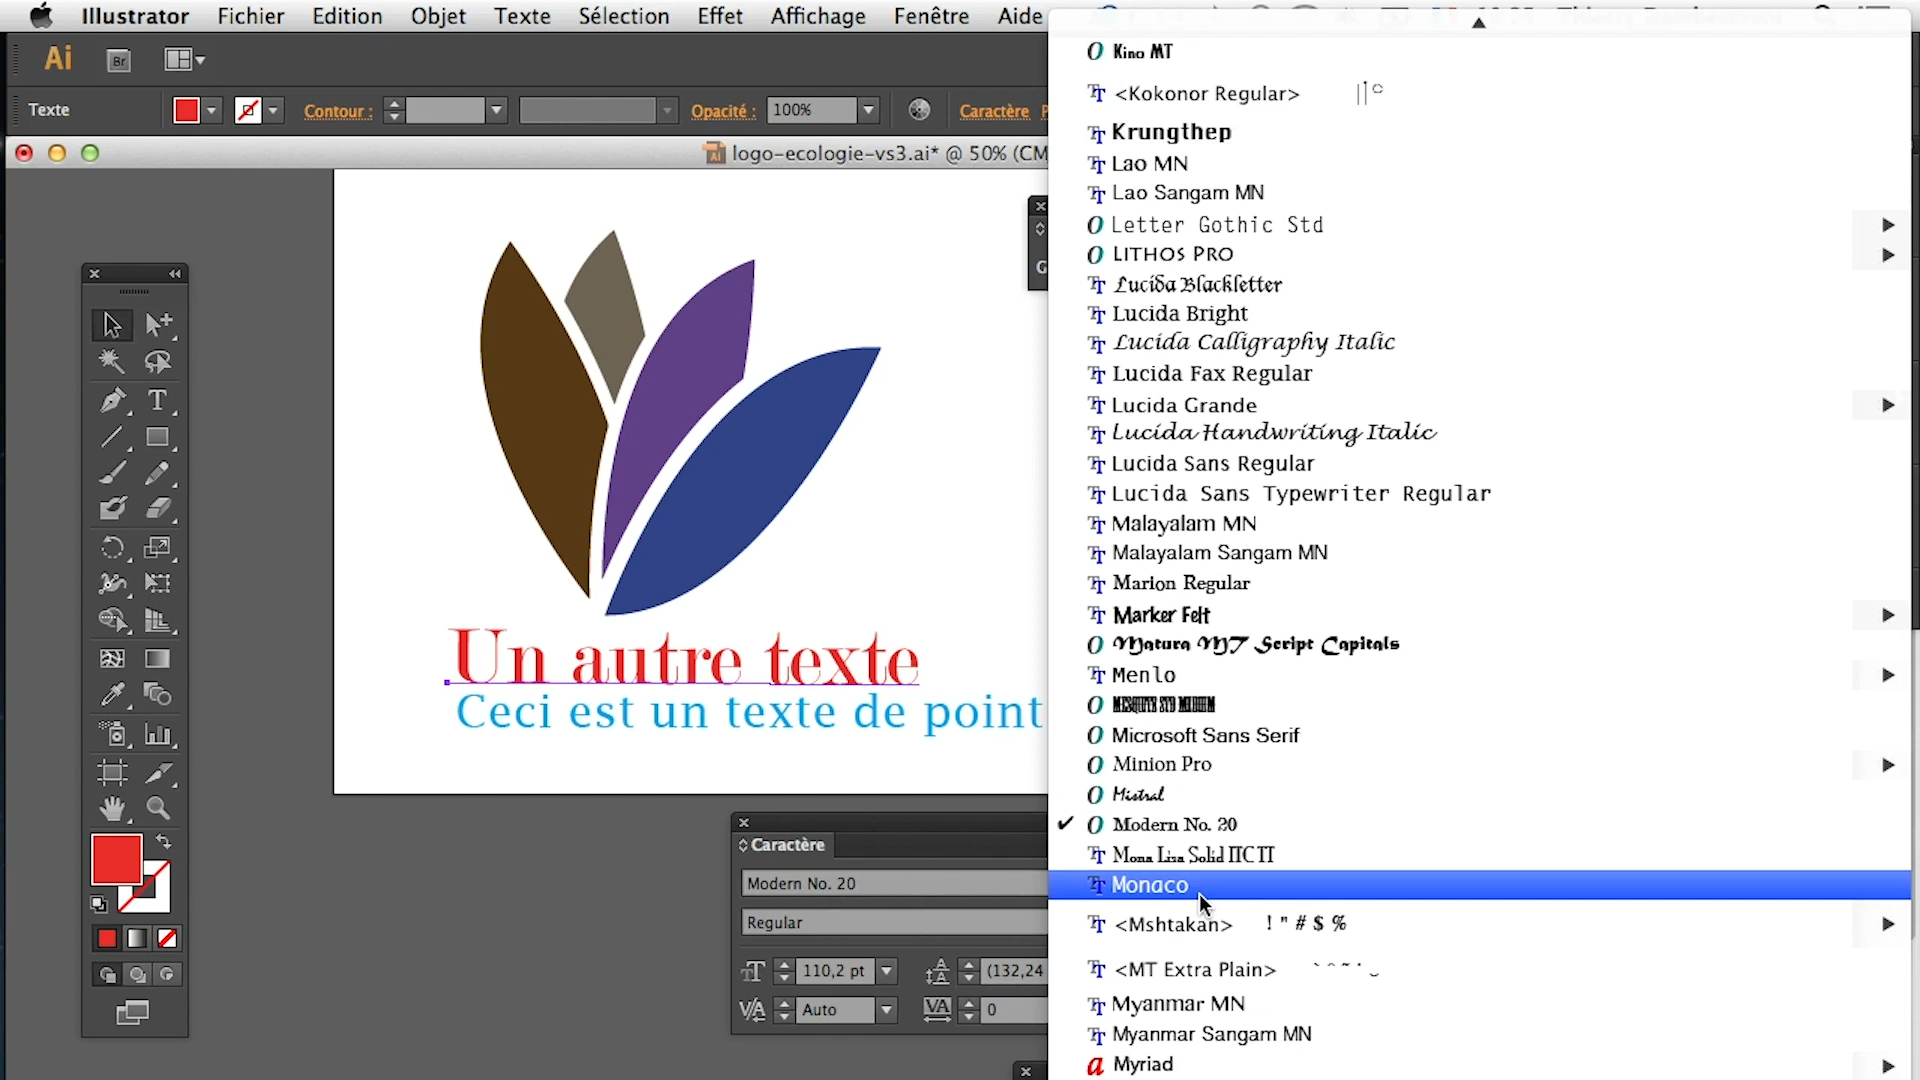 Illustrator Fichier Edition Objet Texte Sélection Effet Affichage Fenêtre Aide
Ai Br
Texte Contour : Opacité : 100% Caractère P
logo-ecologie-vs3.ai* @ 50% (CM
G
Un autre texte
Ceci est un texte de point
Caractère
Modern No. 20
Regular
110,2 pt (132,24
Auto 0
Kino MT
<Kokonor Regular>
Krungthep
Lao MN
Lao Sangam MN
Letter Gothic Std
LITHOS PRO
Lucida Blackletter
Lucida Bright
Lucida Calligraphy Italic
Lucida Fax Regular
Lucida Grande
Lucida Handwriting Italic
Lucida Sans Regular
Lucida Sans Typewriter Regular
Malayalam MN
Malayalam Sangam MN
Marion Regular
Marker Felt
Matura MT Script Capitals
Menlo
Microsoft Sans Serif
Minion Pro
Mistral
Modern No. 20
Mona Lisa Solid ITC TT
Monaco
<Mshtakan> ! " # $ %
<MT Extra Plain>
Myanmar MN
Myanmar Sangam MN
Myriad